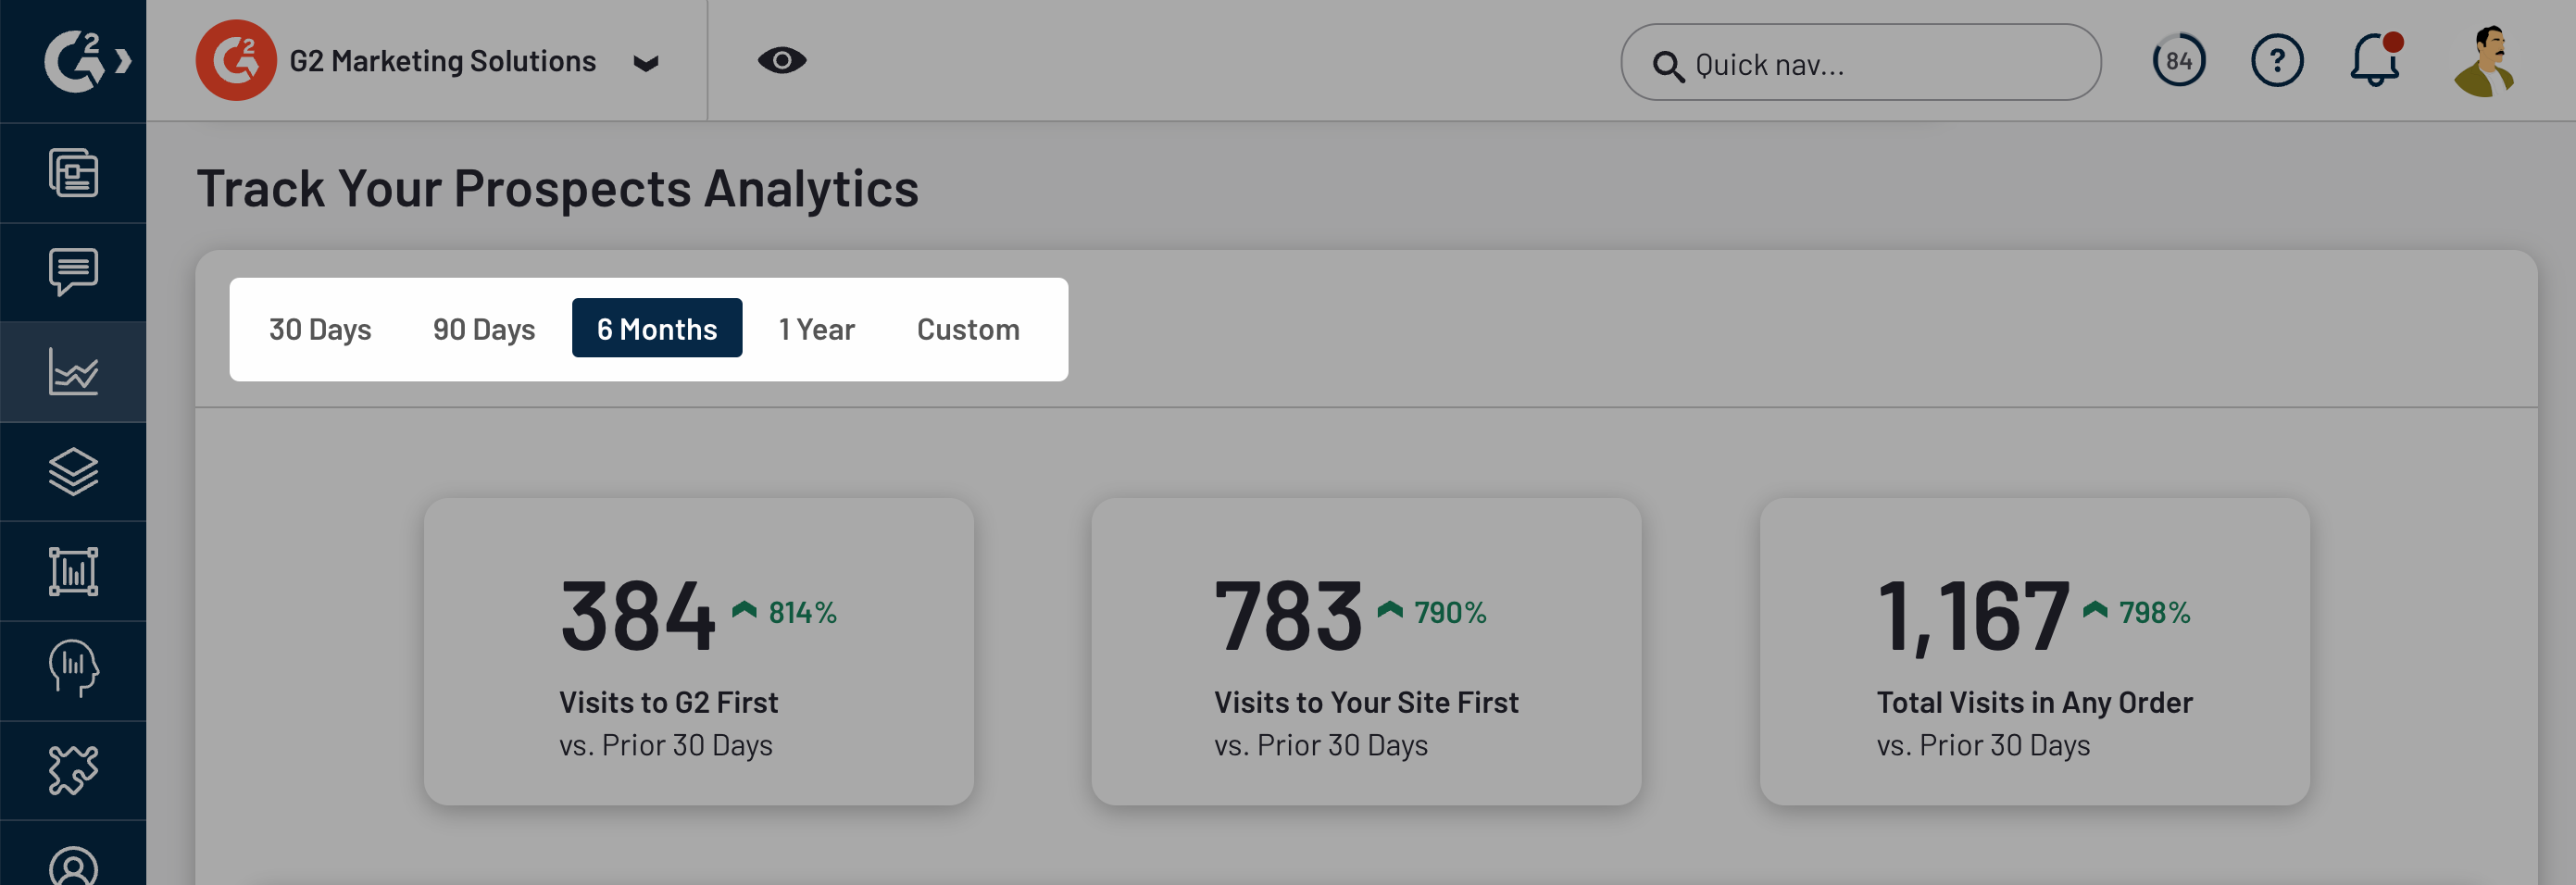 G2 G2 Marketing Solutions Quick nav... 84 ?
Track Your Prospects Analytics
30 Days 90 Days 6 Months 1 Year Custom
384 814% 783 790% 1,167 798%
Visits to G2 First Visits to Your Site First Total Visits in Any Order
vs. Prior 30 Days vs. Prior 30 Days vs. Prior 30 Days